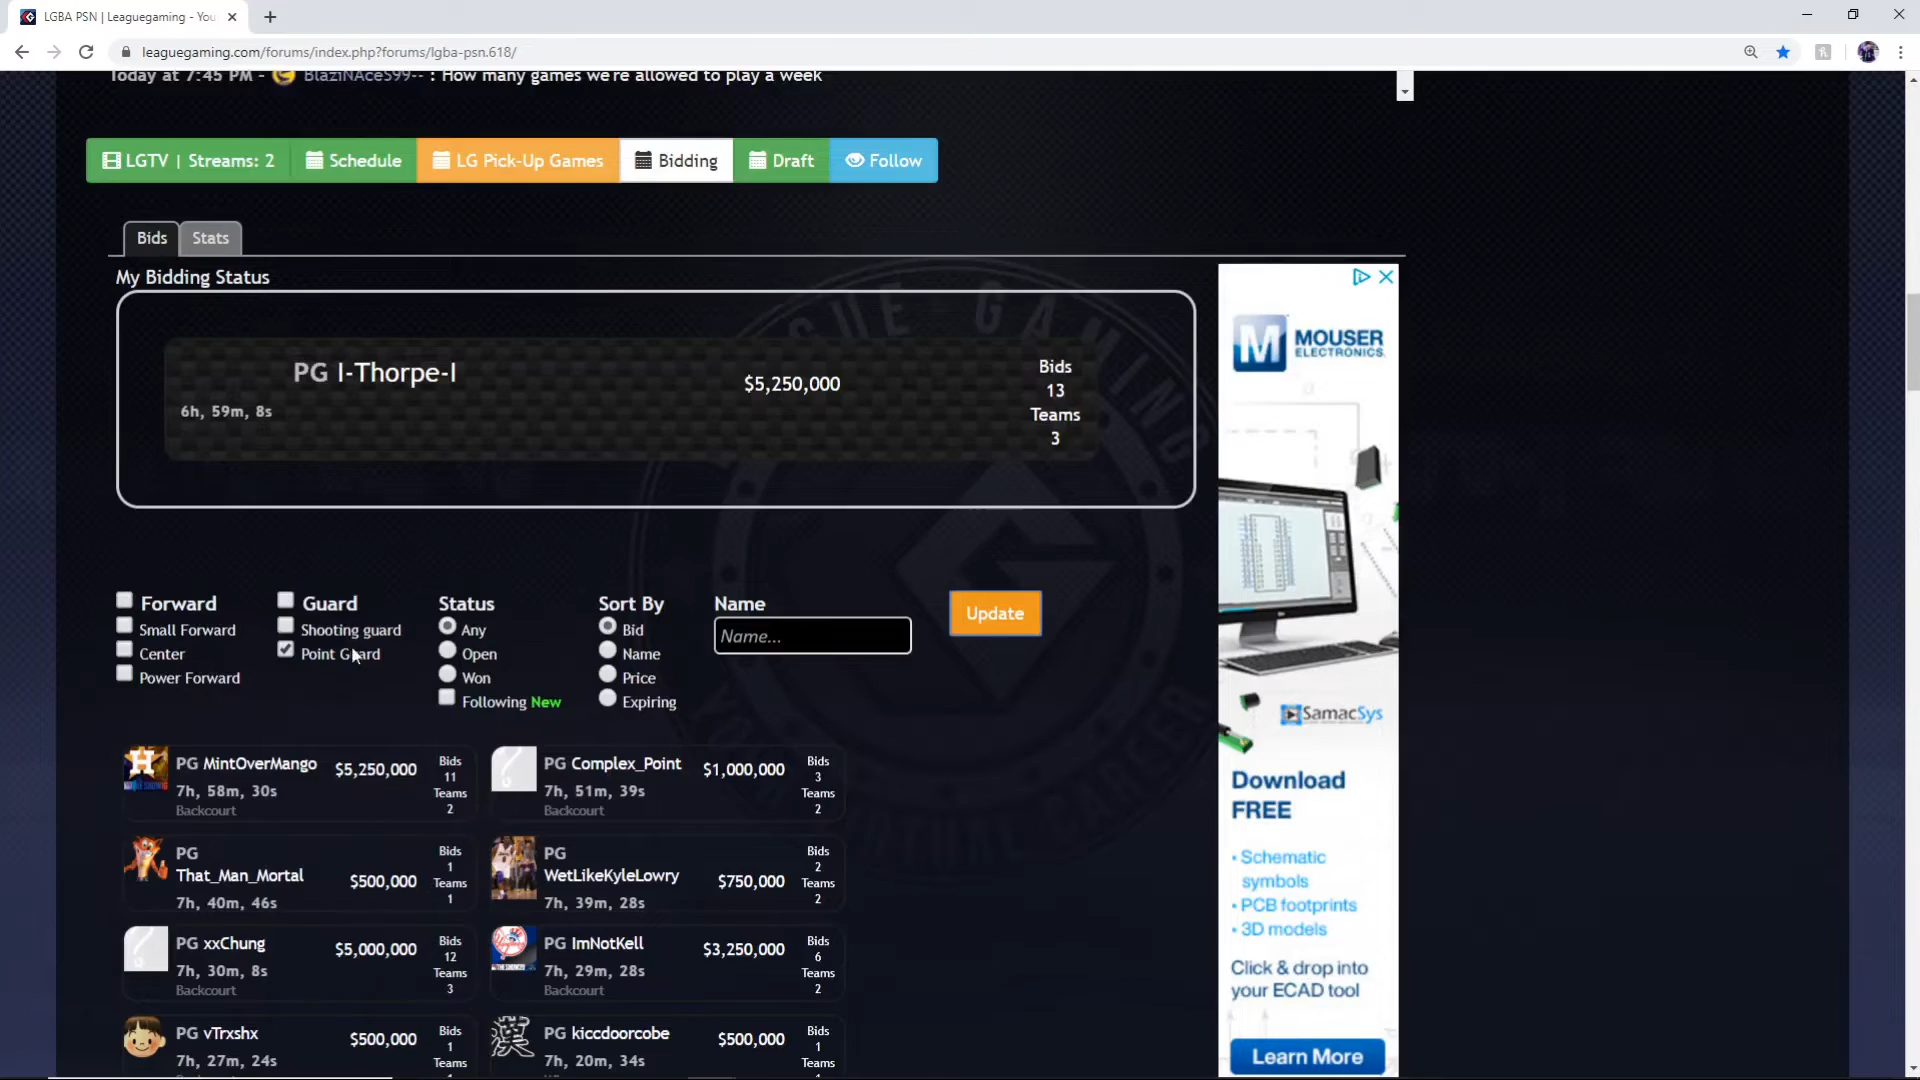 LGBA PSN | Leaguegaming - You
leaguegaming.com/forums/index.php?forums/lgba-psn.618/
Today at 7:45 PM - BlaziNAceS99-- : How many games we're allowed to play a week
LGTV | Streams: 2
Schedule
LG Pick-Up Games
Bidding
Draft
Follow
Bids
Stats
My Bidding Status
PG I-Thorpe-I
6h, 59m, 8s
$5,250,000
Bids
13
Teams
3
Forward
Small Forward
Center
Power Forward
Guard
Shooting guard
Point Guard
Status
Any
Open
Won
Following New
Sort By
Bid
Name
Price
Expiring
Name
Name...
Update
PG MintOverMango
7h, 58m, 30s
Backcourt
$5,250,000
Bids
11
Teams
2
PG Complex_Point
7h, 51m, 39s
Backcourt
$1,000,000
Bids
3
Teams
2
PG
That_Man_Mortal
7h, 40m, 46s
$500,000
Bids
1
Teams
1
PG
WetLikeKyleLowry
7h, 39m, 28s
$750,000
Bids
2
Teams
2
PG xxChung
7h, 30m, 8s
Backcourt
$5,000,000
Bids
12
Teams
3
PG ImNotKell
7h, 29m, 28s
Backcourt
$3,250,000
Bids
6
Teams
2
PG vTrxshx
7h, 27m, 24s
$500,000
Bids
1
Teams
PG kiccdoorcobe
7h, 20m, 34s
$500,000
Bids
1
Teams
M MOUSER
ELECTRONICS
SamacSys
Download
FREE
• Schematic
symbols
• PCB footprints
• 3D models
Click & drop into
your ECAD tool
Learn More